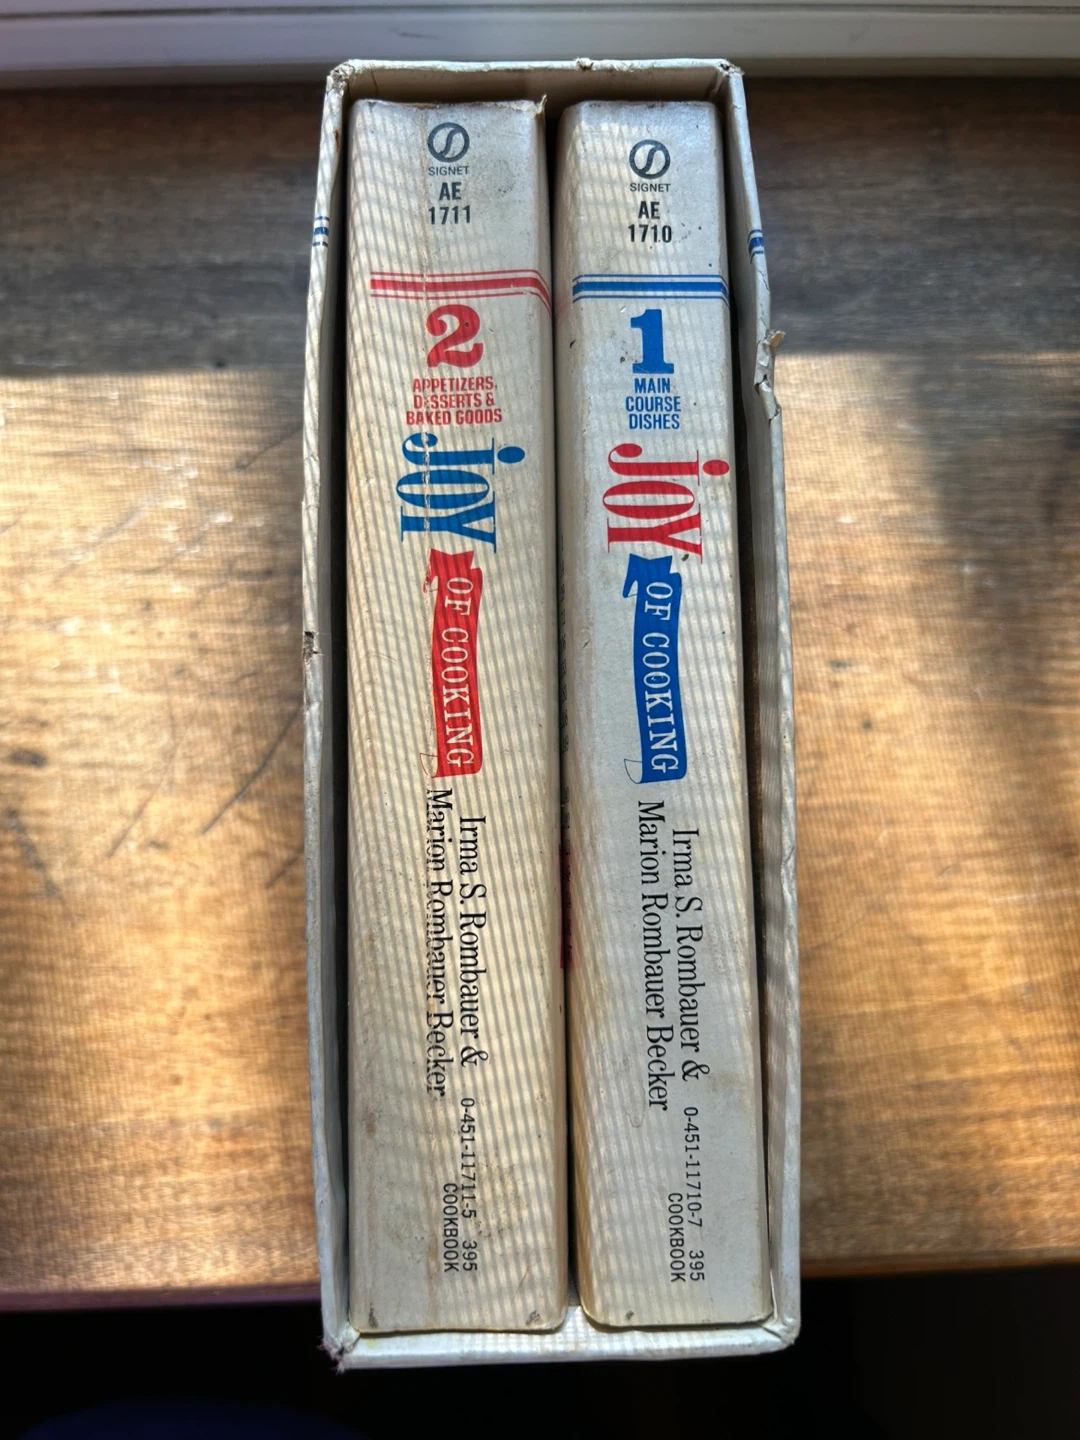 SIGNET
AE
1711
2
APPETIZERS,
DESSERTS &
BAKED GOODS
JOY
OF COOKING
Irma S. Rombauer &
Marion Rombauer Becker
0-451-11711-5 395
COOKBOOK
SIGNET
AE
1710
1
MAIN
COURSE
DISHES
JOY
OF COOKING
Irma S. Rombauer &
Marion Rombauer Becker
0-451-11710-7 395
COOKBOOK